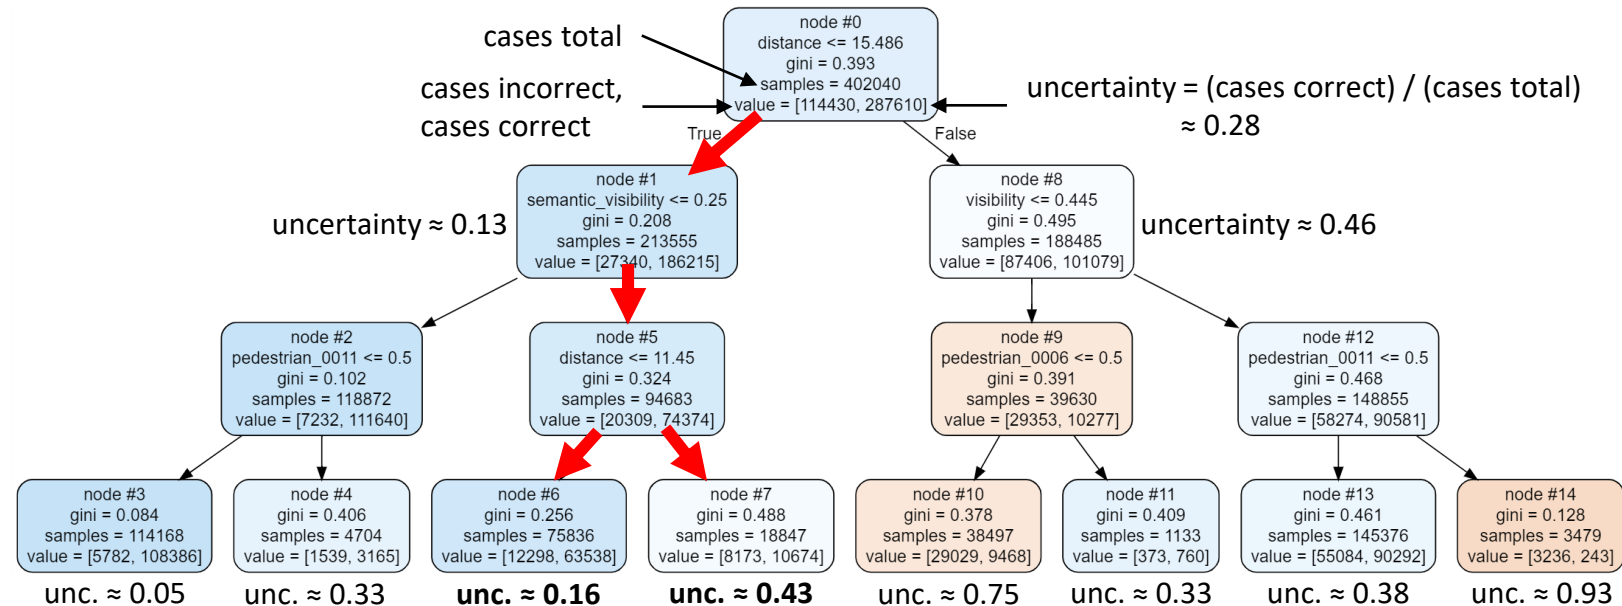 cases total
cases incorrect,
cases correct
node #0
distance <= 15.486
gini = 0.393
samples = 402040
value = [114430, 287610]
uncertainty = (cases correct) / (cases total)
≈ 0.28
True
False
uncertainty ≈ 0.13
node #1
semantic_visibility <= 0.25
gini = 0.208
samples = 213555
value = [27340, 186215]
node #8
visibility <= 0.445
gini = 0.495
samples = 188485
value = [87406, 101079]
uncertainty ≈ 0.46
node #2
pedestrian_0011 <= 0.5
gini = 0.102
samples = 118872
value = [7232, 111640]
node #5
distance <= 11.45
gini = 0.324
samples = 94683
value = [20309, 74374]
node #9
pedestrian_0006 <= 0.5
gini = 0.391
samples = 39630
value = [29353, 10277]
node #12
pedestrian_0011 <= 0.5
gini = 0.468
samples = 148855
value = [58274, 90581]
node #3
gini = 0.084
samples = 114168
value = [5782, 108386]
node #4
gini = 0.406
samples = 4704
value = [1539, 3165]
node #6
gini = 0.256
samples = 75836
value = [12298, 63538]
node #7
gini = 0.488
samples = 18847
value = [8173, 10674]
node #10
gini = 0.378
samples = 38497
value = [29029, 9468]
node #11
gini = 0.409
samples = 1133
value = [373, 760]
node #13
gini = 0.461
samples = 145376
value = [55084, 90292]
node #14
gini = 0.128
samples = 3479
value = [3236, 243]
unc. ≈ 0.05
unc. ≈ 0.33
unc. ≈ 0.16
unc. ≈ 0.43
unc. ≈ 0.75
unc. ≈ 0.33
unc. ≈ 0.38
unc. ≈ 0.93